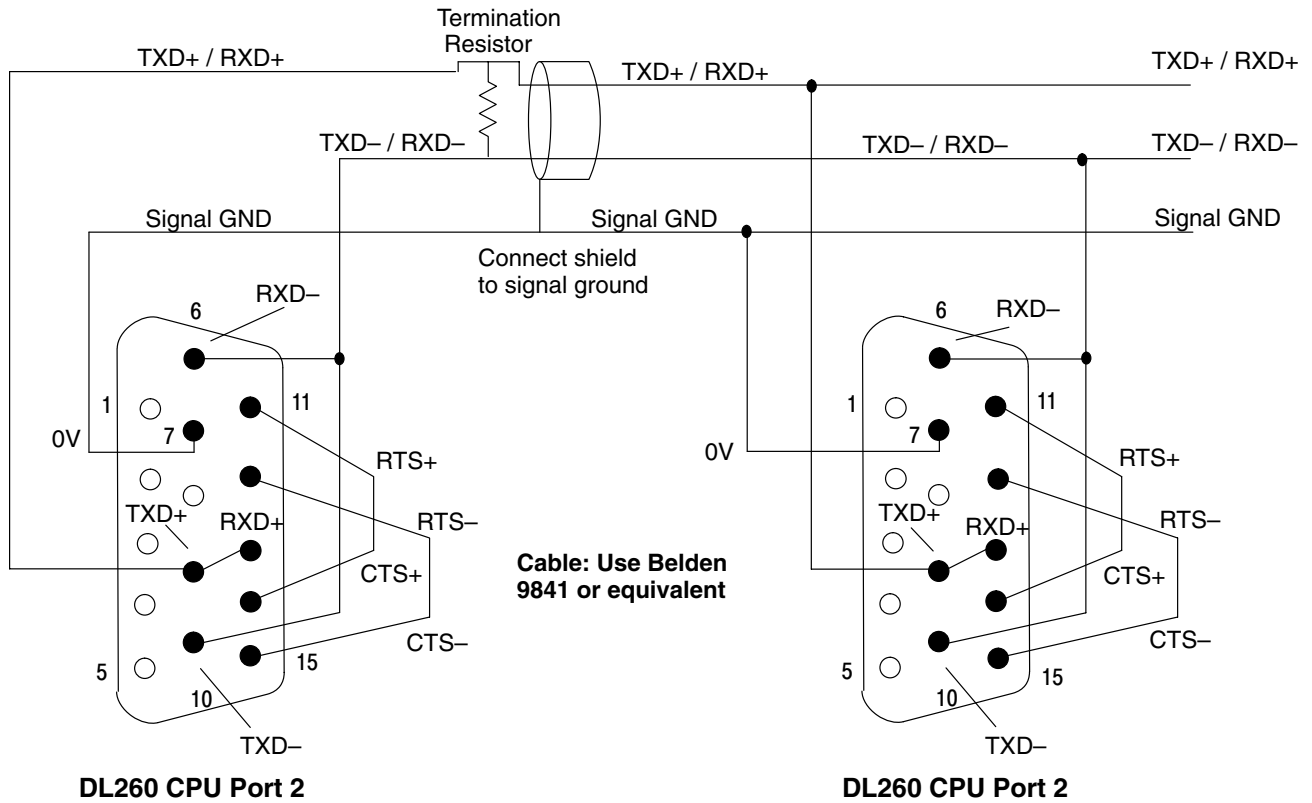 Termination
Resistor
TXD+ / RXD+
TXD+ / RXD+
TXD+ / RXD+
TXD– / RXD–
TXD– / RXD–
TXD– / RXD–
Signal GND
Signal GND
Signal GND
Connect shield
to signal ground
6
RXD–
1
11
7
0V
RTS+
TXD+
RXD+
RTS–
CTS+
CTS–
5
15
10
TXD–
DL260 CPU Port 2
Cable: Use Belden
9841 or equivalent
6
RXD–
1
11
7
0V
RTS+
TXD+
RXD+
RTS–
CTS+
CTS–
5
15
10
TXD–
DL260 CPU Port 2